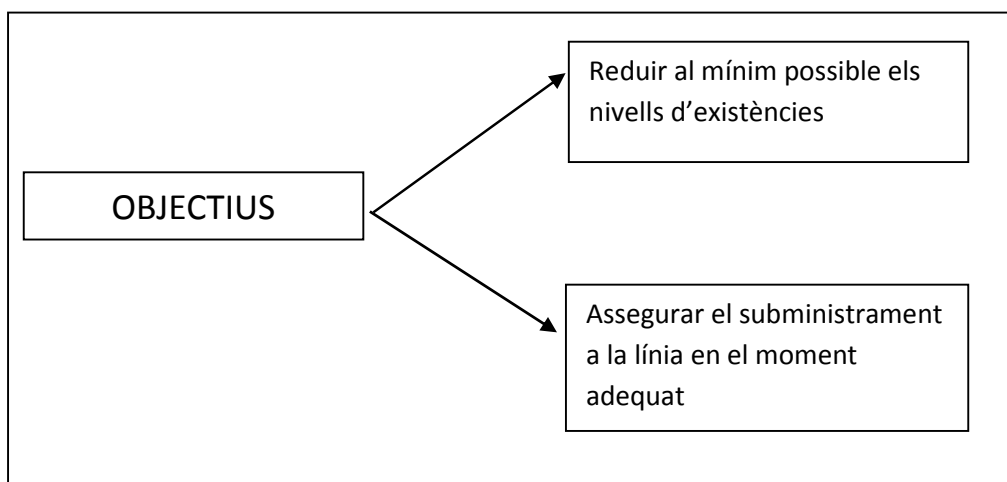 OBJECTIUS
Reduir al mínim possible els
nivells d’existències
Assegurar el subministrament
a la línia en el moment
adequat